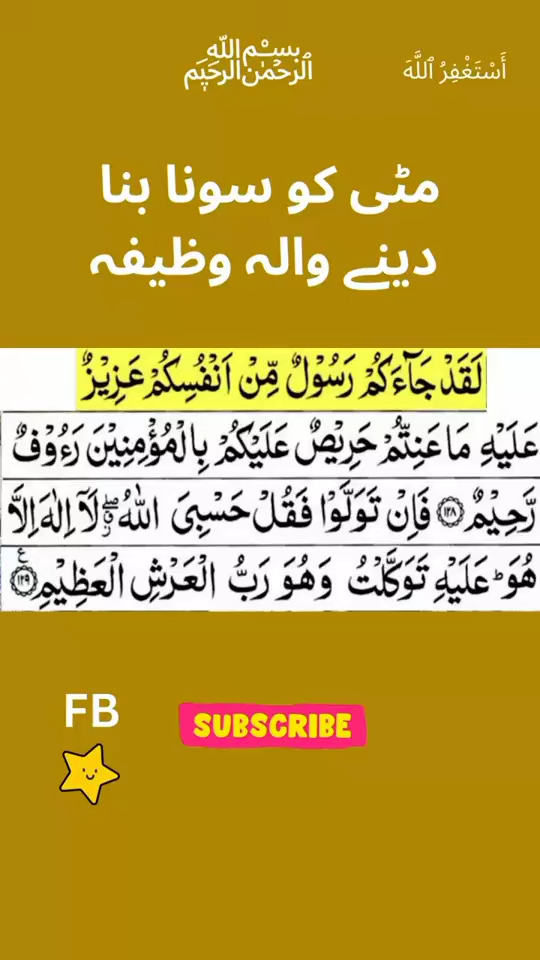 بِسْمِ اللّٰهِ
الرَّحْمٰنِ الرَّحِيْمِ
أَسْتَغْفِرُ ٱللَّهَ
مٹی کو سونا بنا
دینے والہ وظیفہ
لَقَدْ جَآءَكُمْ رَسُوْلٌ مِّنْ اَنْفُسِكُمْ عَزِيْزٌ
عَلَيْهِ مَا عَنِتُّمْ حَرِيْصٌ عَلَيْكُمْ بِالْمُؤْمِنِيْنَ رَءُوْفٌ
رَّحِيْمٌ ﴿۱۲۸﴾ فَاِنْ تَوَلَّوْا فَقُلْ حَسْبِىَ اللّٰهُ ۖ لَاۤ اِلٰهَ اِلَّا
هُوَ ؕ عَلَيْهِ تَوَكَّلْتُ وَهُوَ رَبُّ الْعَرْشِ الْعَظِيْمِ ﴿۱۲۹﴾ ع
FB
SUBSCRIBE